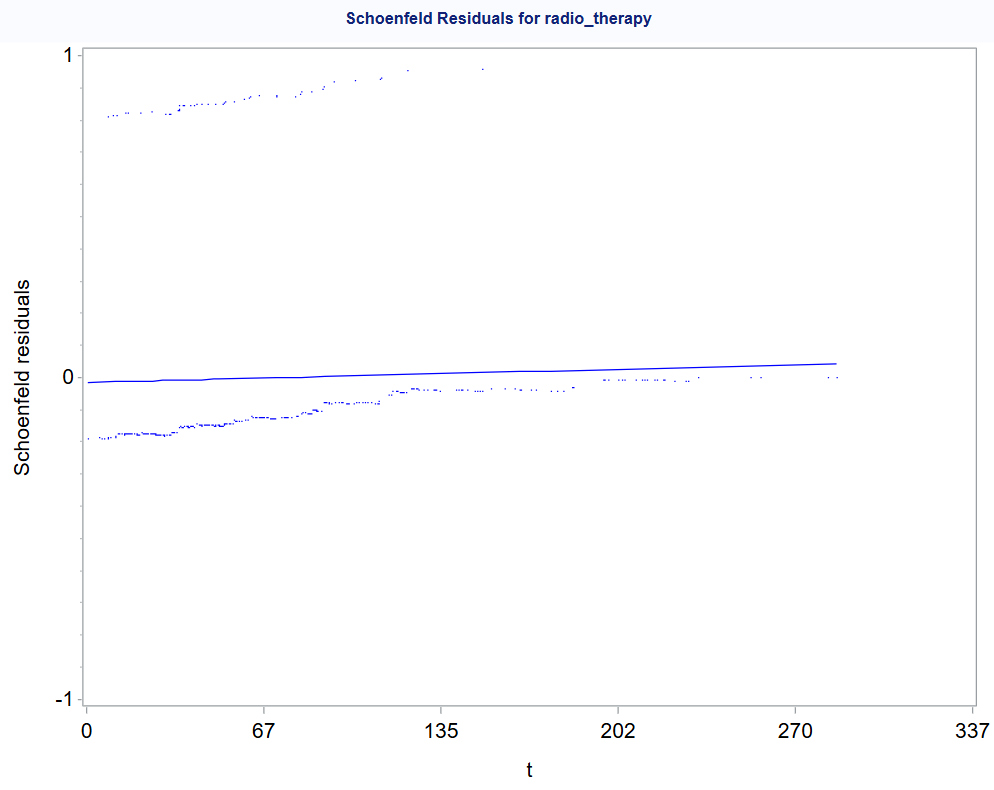 Schoenfeld Residuals for radio_therapy
1
0
-1
Schoenfeld residuals
0 67 135 202 270 337
t